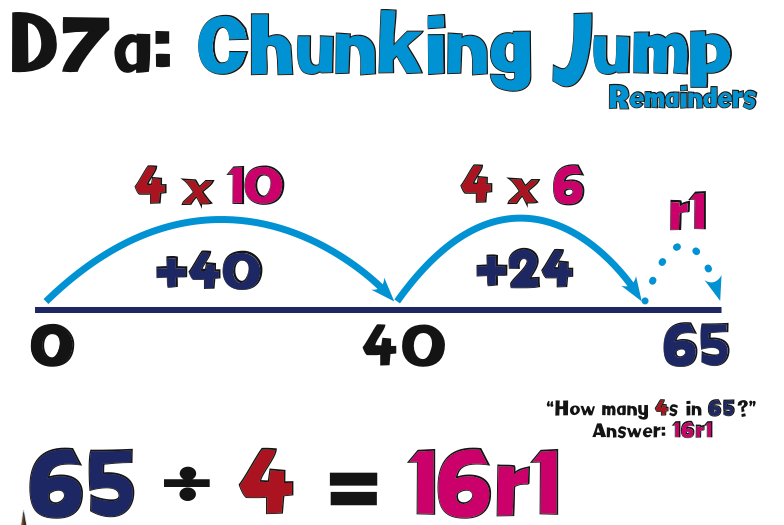 D7a: Chunking Jump
Remainders
4 x 10
4 x 6
r1
+40
+24
0
40
65
“How many 4s in 65?”
Answer: 16r1
65 ÷ 4 = 16r1